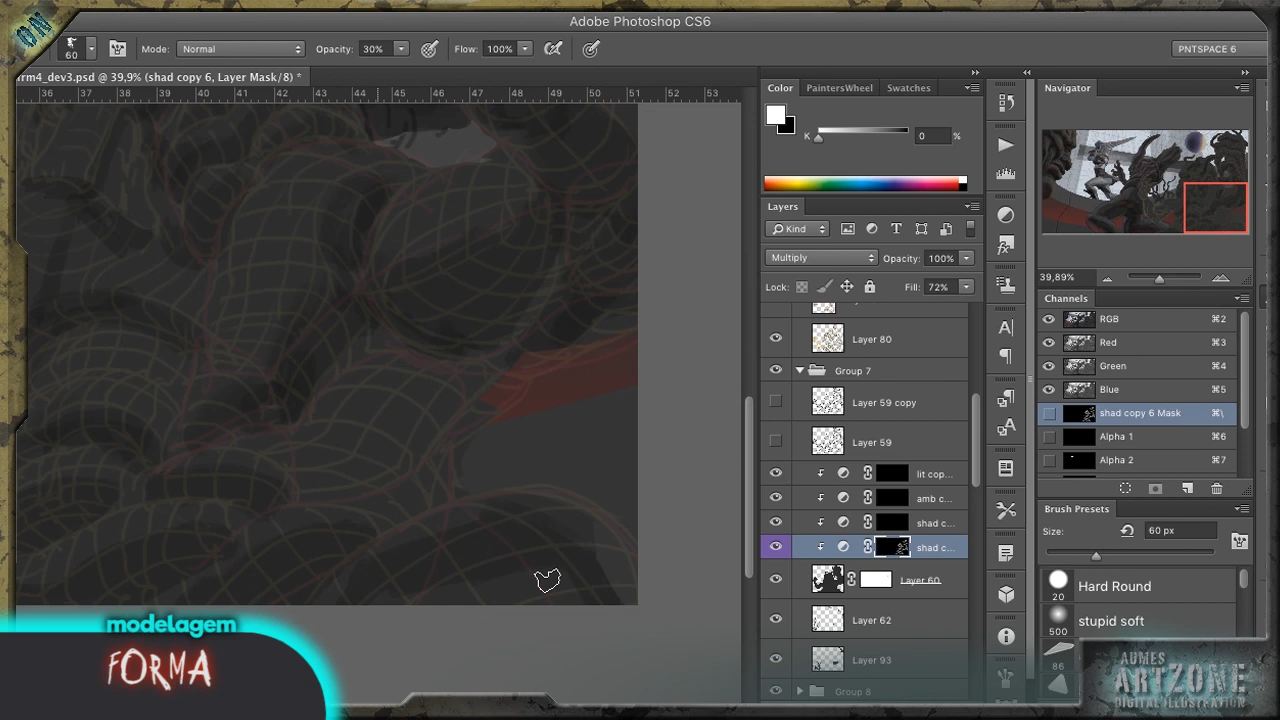 Adobe Photoshop CS6
60
Mode: Normal Opacity: 30% Flow: 100% PNTSPACE 6
rm4_dev3.psd @ 39,9% (shad copy 6, Layer Mask/8) *
36 37 38 39 40 41 42 43 44 45 46 47 48 49 50 51 52 53
Color PaintersWheel Swatches
K 0 %
Layers
Kind
Multiply Opacity: 100%
Lock: Fill: 72%
Layer 80
Group 7
Layer 59 copy
Layer 59
lit cop...
amb c...
shad c...
shad c...
Layer 60
Layer 62
Layer 93
Group 8
Navigator
39,89%
Channels
RGB ⌘2
Red ⌘3
Green ⌘4
Blue ⌘5
shad copy 6 Mask ⌘\
Alpha 1 ⌘6
Alpha 2 ⌘7
Brush Presets
Size: 60 px
20 Hard Round
500 stupid soft
86
modelagem
FORMA
AUMES
ARTZONE
DIGITAL ILLUSTRATION